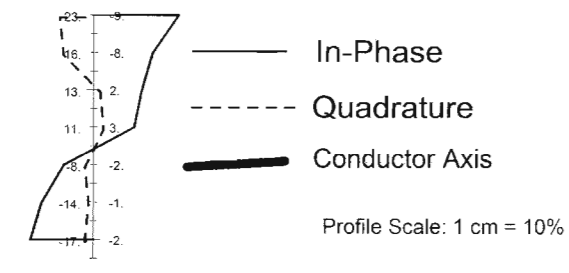 -23. -9.
-16. -8. In-Phase
13. 2. Quadrature
11. 3.
-8. -2. Conductor Axis
-14. -1.
Profile Scale: 1 cm = 10%
-17. -2.